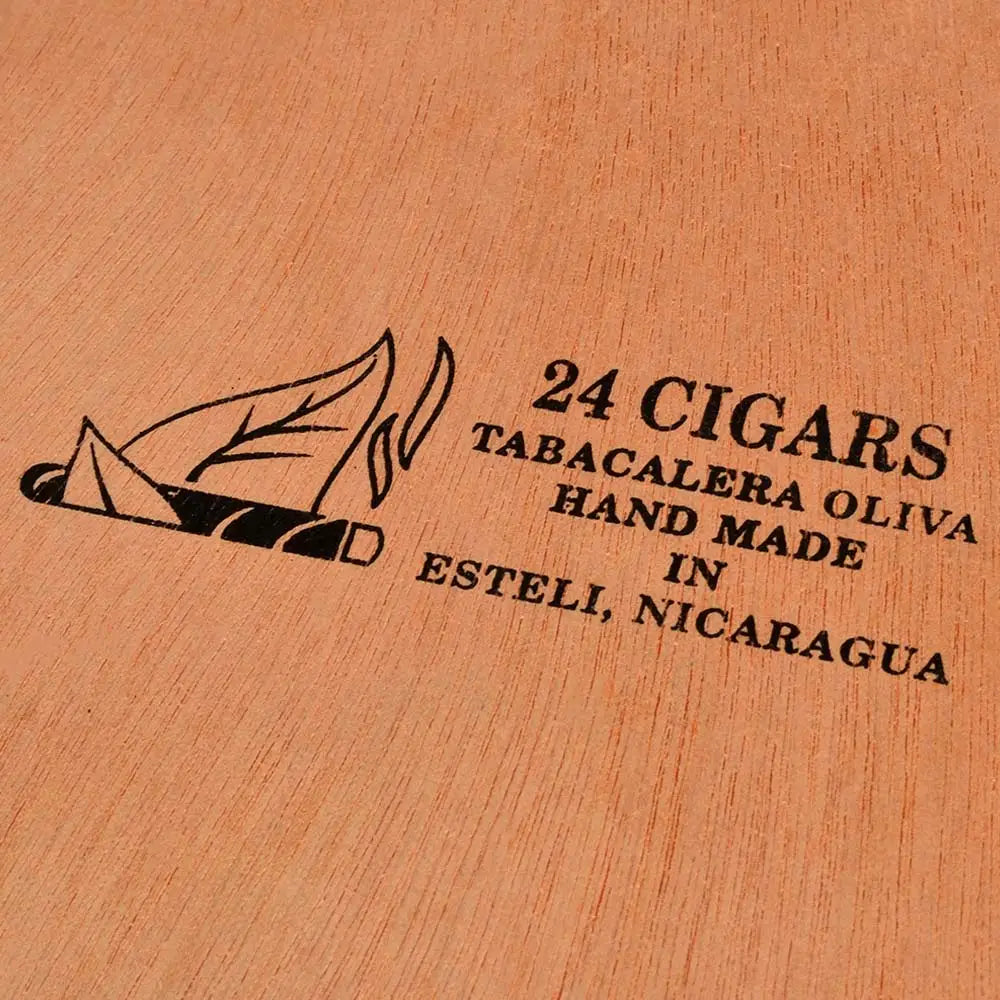 24 CIGARS
TABACALERA OLIVA
HAND MADE
IN
ESTELI, NICARAGUA